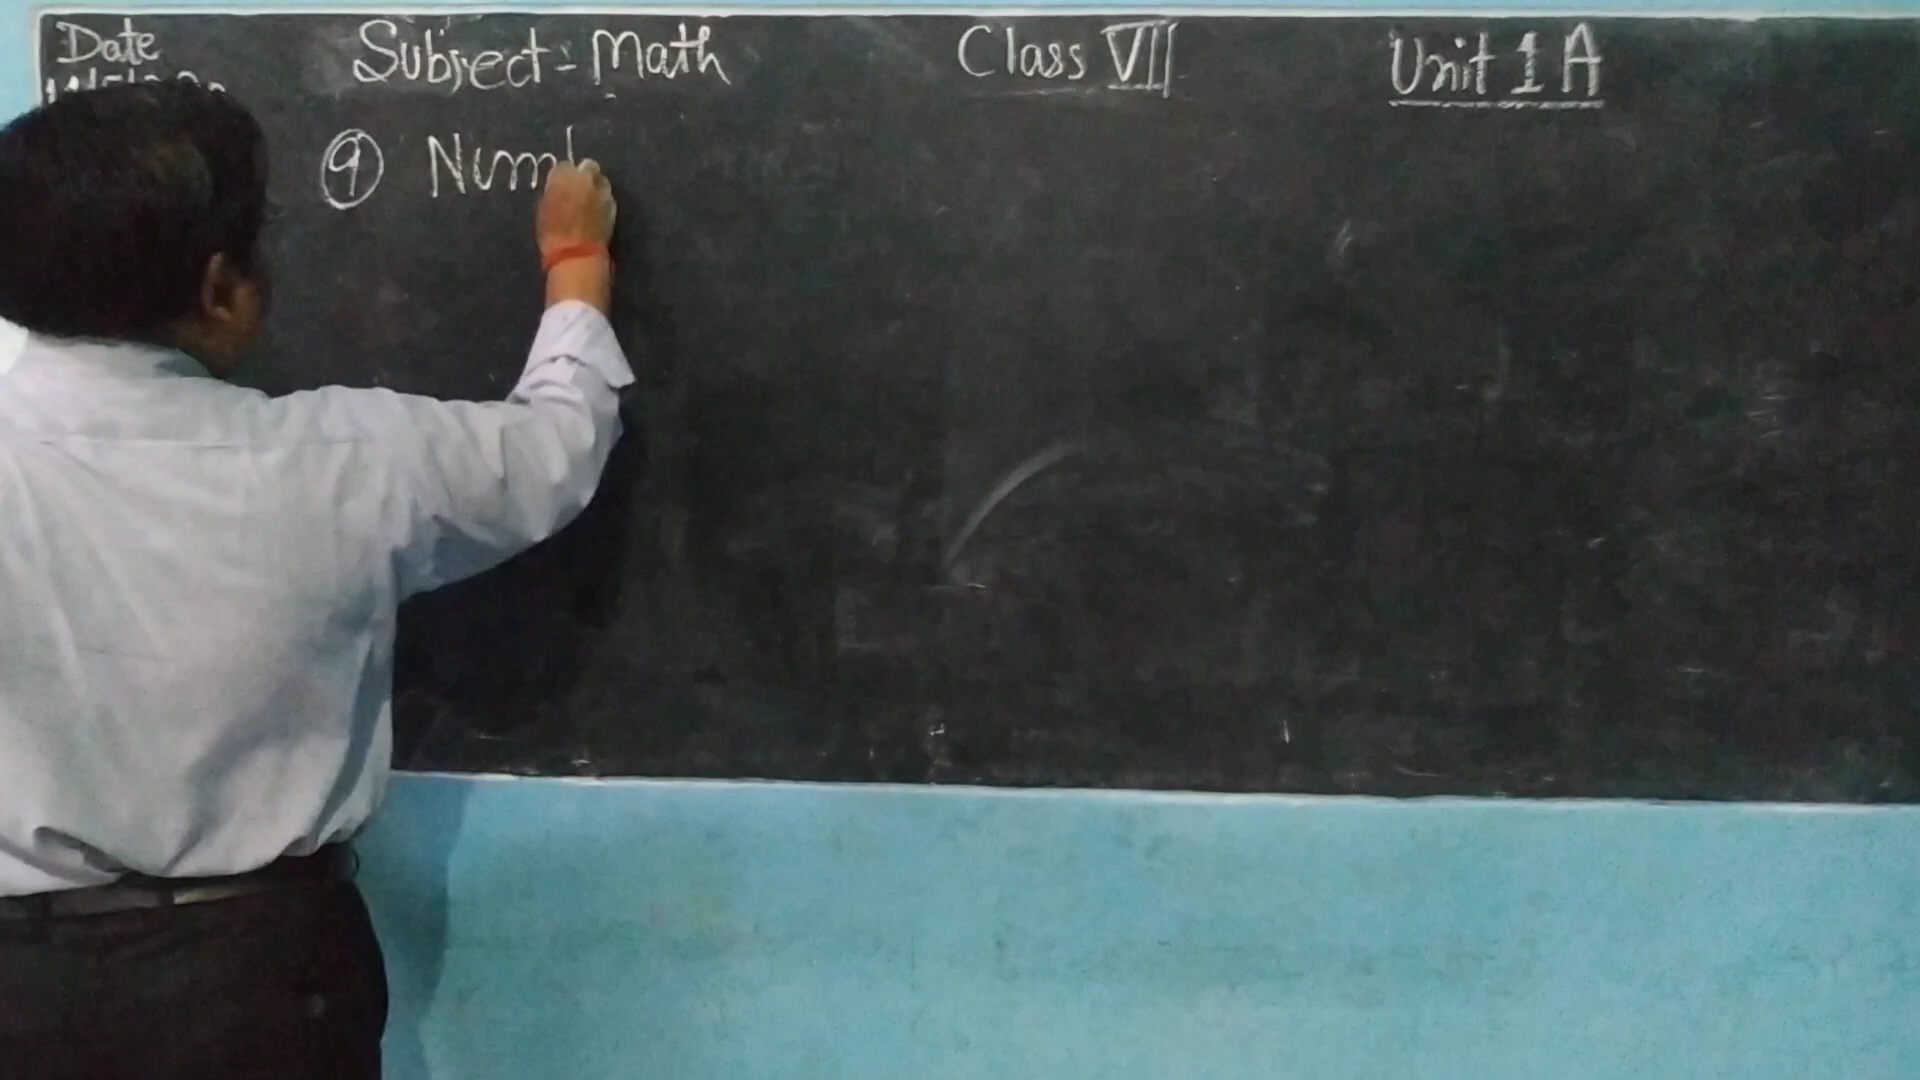 Date Subject:- Math Class VII Unit 1 A
⑨ Numb